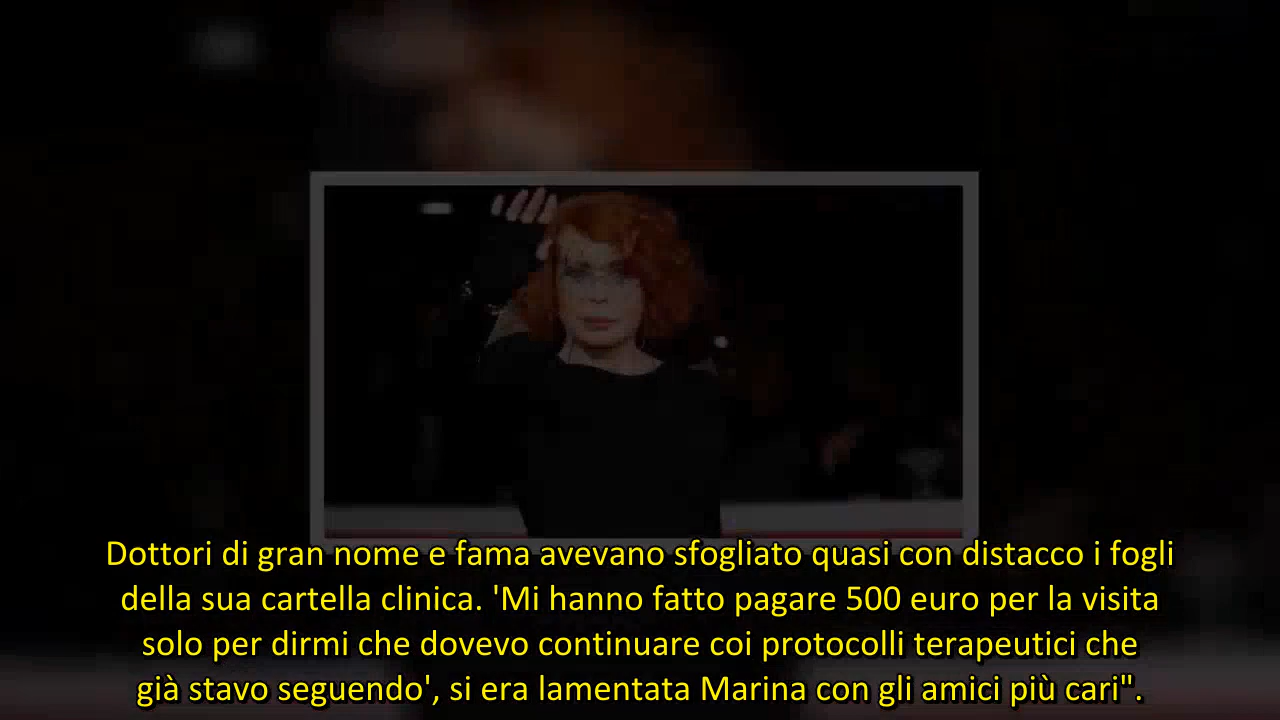 Dottori di gran nome e fama avevano sfogliato quasi con distacco i fogli
della sua cartella clinica. 'Mi hanno fatto pagare 500 euro per la visita
solo per dirmi che dovevo continuare coi protocolli terapeutici che
già stavo seguendo', si era lamentata Marina con gli amici più cari".